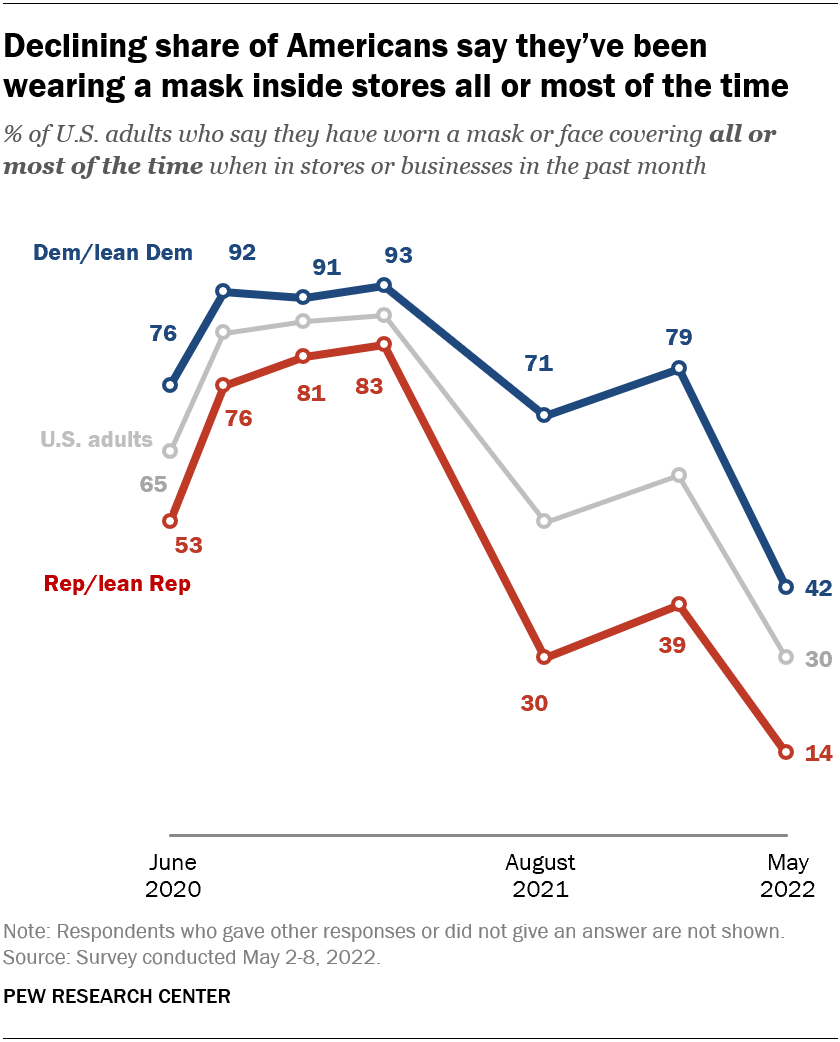 Declining share of Americans say they’ve been
wearing a mask inside stores all or most of the time
% of U.S. adults who say they have worn a mask or face covering all or
most of the time when in stores or businesses in the past month
Dem/lean Dem
92
91
93
76
71
79
76
81
83
U.S. adults
65
53
Rep/lean Rep
42
39
30
30
14
June
2020
August
2021
May
2022
Note: Respondents who gave other responses or did not give an answer are not shown.
Source: Survey conducted May 2-8, 2022.
PEW RESEARCH CENTER